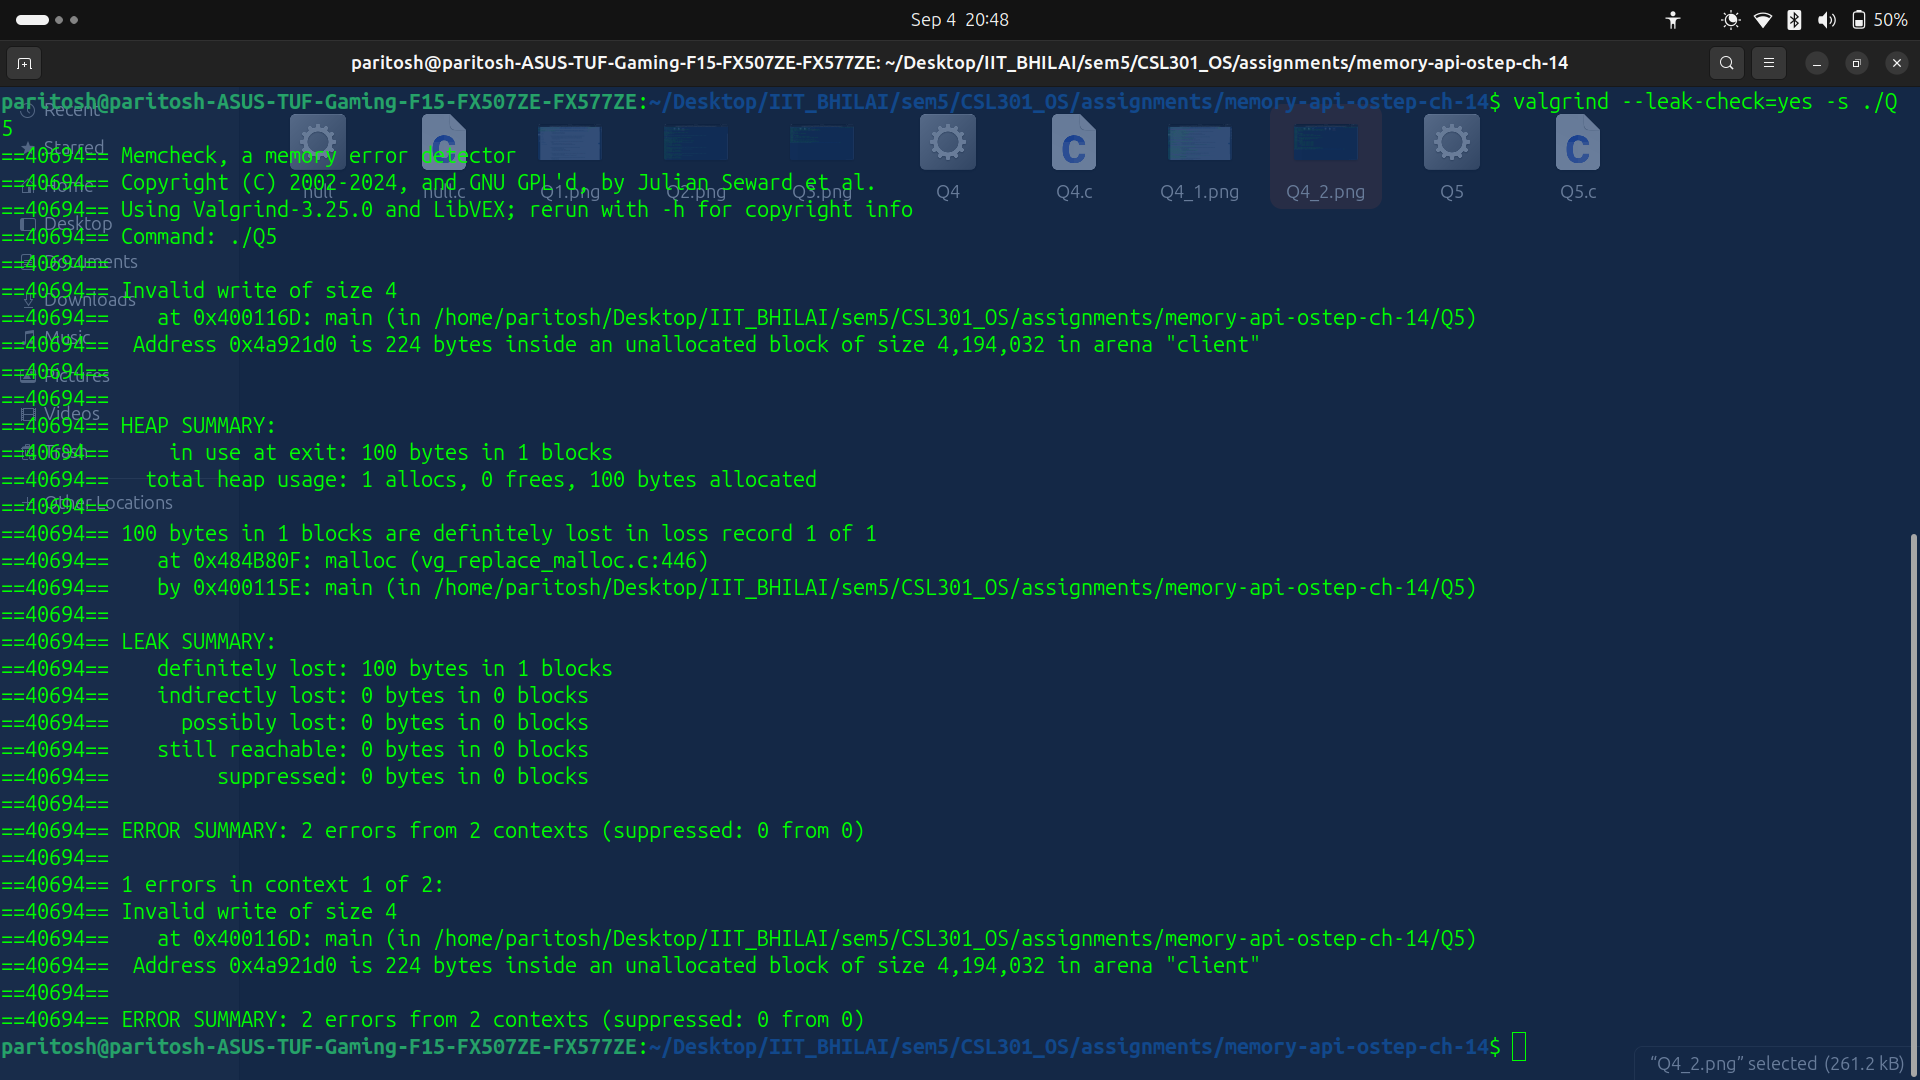 Sep 4 20:48
50%
paritosh@paritosh-ASUS-TUF-Gaming-F15-FX507ZE-FX577ZE: ~/Desktop/IIT_BHILAI/sem5/CSL301_OS/assignments/memory-api-ostep-ch-14
paritosh@paritosh-ASUS-TUF-Gaming-F15-FX507ZE-FX577ZE:~/Desktop/IIT_BHILAI/sem5/CSL301_OS/assignments/memory-api-ostep-ch-14$ valgrind --leak-check=yes -s ./Q
5
==40694== Memcheck, a memory error detector
==40694== Copyright (C) 2002-2024, and GNU GPL'd, by Julian Seward et al.
==40694== Using Valgrind-3.25.0 and LibVEX; rerun with -h for copyright info
==40694== Command: ./Q5
==40694==
==40694== Invalid write of size 4
==40694==    at 0x400116D: main (in /home/paritosh/Desktop/IIT_BHILAI/sem5/CSL301_OS/assignments/memory-api-ostep-ch-14/Q5)
==40694==  Address 0x4a921d0 is 224 bytes inside an unallocated block of size 4,194,032 in arena "client"
==40694==
==40694==
==40694== HEAP SUMMARY:
==40694==     in use at exit: 100 bytes in 1 blocks
==40694==   total heap usage: 1 allocs, 0 frees, 100 bytes allocated
==40694==
==40694== 100 bytes in 1 blocks are definitely lost in loss record 1 of 1
==40694==    at 0x484B80F: malloc (vg_replace_malloc.c:446)
==40694==    by 0x400115E: main (in /home/paritosh/Desktop/IIT_BHILAI/sem5/CSL301_OS/assignments/memory-api-ostep-ch-14/Q5)
==40694==
==40694== LEAK SUMMARY:
==40694==    definitely lost: 100 bytes in 1 blocks
==40694==    indirectly lost: 0 bytes in 0 blocks
==40694==      possibly lost: 0 bytes in 0 blocks
==40694==    still reachable: 0 bytes in 0 blocks
==40694==         suppressed: 0 bytes in 0 blocks
==40694==
==40694== ERROR SUMMARY: 2 errors from 2 contexts (suppressed: 0 from 0)
==40694==
==40694== 1 errors in context 1 of 2:
==40694== Invalid write of size 4
==40694==    at 0x400116D: main (in /home/paritosh/Desktop/IIT_BHILAI/sem5/CSL301_OS/assignments/memory-api-ostep-ch-14/Q5)
==40694==  Address 0x4a921d0 is 224 bytes inside an unallocated block of size 4,194,032 in arena "client"
==40694==
==40694== ERROR SUMMARY: 2 errors from 2 contexts (suppressed: 0 from 0)
paritosh@paritosh-ASUS-TUF-Gaming-F15-FX507ZE-FX577ZE:~/Desktop/IIT_BHILAI/sem5/CSL301_OS/assignments/memory-api-ostep-ch-14$
Recent
Starred
Home
Desktop
Documents
Downloads
Music
Pictures
Videos
Trash
Other Locations
null
null.c
Q1.png
Q2.png
Q3.png
Q4
Q4.c
Q4_1.png
Q4_2.png
Q5
Q5.c
"Q4_2.png" selected (261.2 kB)